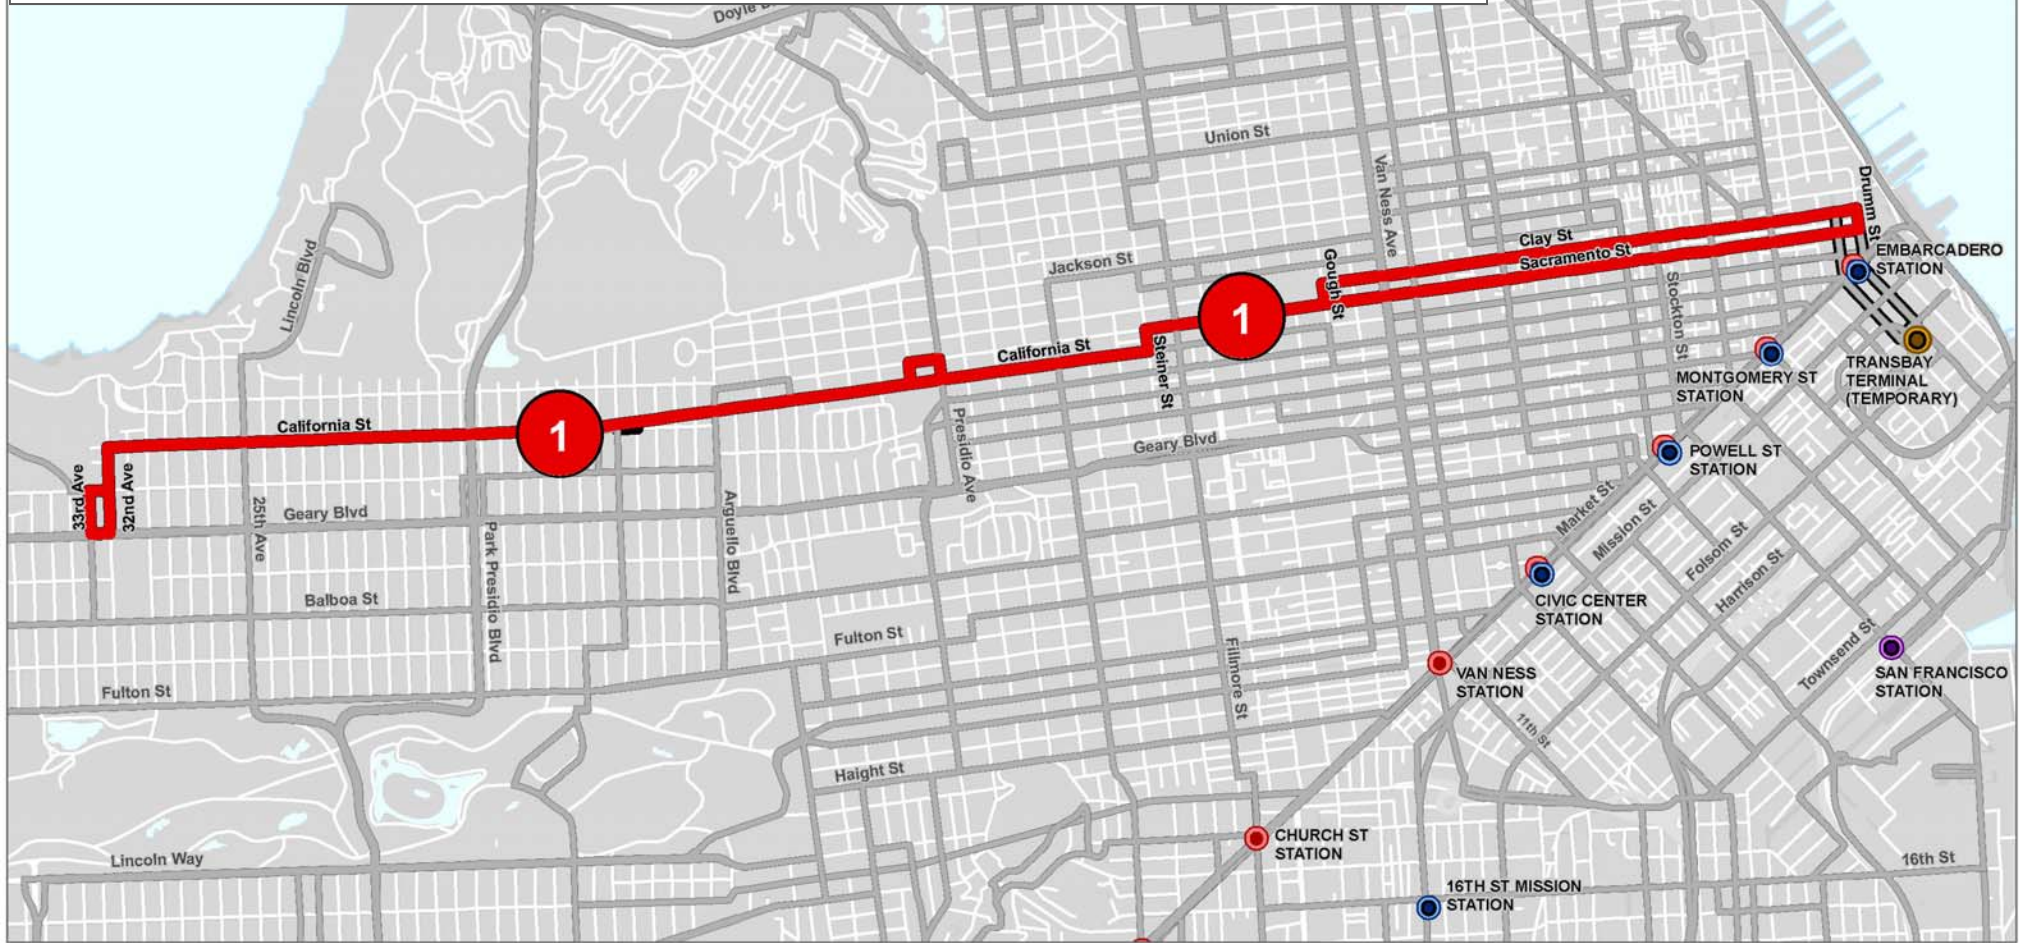 Doyle
Union St
Van Ness Ave
Drumm St
Lincoln Blvd
Jackson St
Gough St
Clay St
Sacramento St
EMBARCADERO
STATION
Stockton St
1
California St
Steiner St
MONTGOMERY ST
STATION
TRANSBAY
TERMINAL
(TEMPORARY)
California St
1
Presidio Ave
Geary Blvd
POWELL ST
STATION
33rd Ave
32nd Ave
25th Ave
Geary Blvd
Park Presidio Blvd
Arguello Blvd
Market St
Mission St
Folsom St
Harrison St
CIVIC CENTER
STATION
Balboa St
Fulton St
Fillmore St
Townsend St
SAN FRANCISCO
STATION
VAN NESS
STATION
Fulton St
11th St
Haight St
CHURCH ST
STATION
Lincoln Way
16th St
16TH ST MISSION
STATION